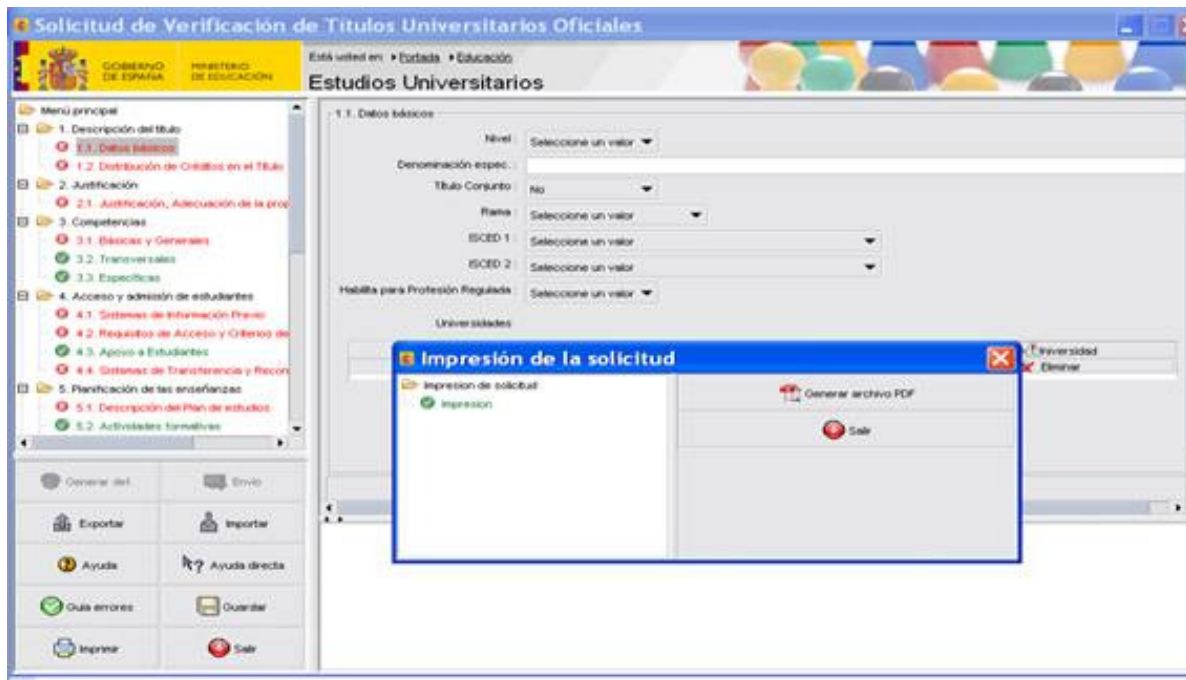 Solicitud de Verificación de Títulos Universitarios Oficiales
GOBIERNO DE ESPAÑA
MINISTERIO DE EDUCACIÓN
Está usted en: Portada Educación
Estudios Universitarios
Menú principal
1. Descripción del título
1.1. Datos básicos
1.2. Distribución de Créditos en el Título
2. Justificación
2.1. Justificación, Adecuación de la prop
3. Competencias
3.1. Básicas y Generales
3.2. Transversales
3.3. Específicas
4. Acceso y admisión de estudiantes
4.1. Sistemas de Información Previo
4.2. Requisitos de Acceso y Criterios de
4.3. Apoyo a Estudiantes
4.4. Sistemas de Transferencia y Recon
5. Planificación de las enseñanzas
5.1. Descripción del Plan de estudios
5.2. Actividades formativas
Generar def.
Envío
Exportar
Importar
Ayuda
Ayuda directa
Guía errores
Guardar
Imprimir
Salir
1.1. Datos básicos
Nivel Seleccione un valor
Denominación espec. :
Título Conjunto No
Rama Seleccione un valor
ISCED 1 : Seleccione un valor
ISCED 2 : Seleccione un valor
Habilita para Profesión Regulada Seleccione un valor
Universidades
Universidad
Eliminar
Impresión de la solicitud
Impresion de solicitud
Impresion
Generar archivo PDF
Salir